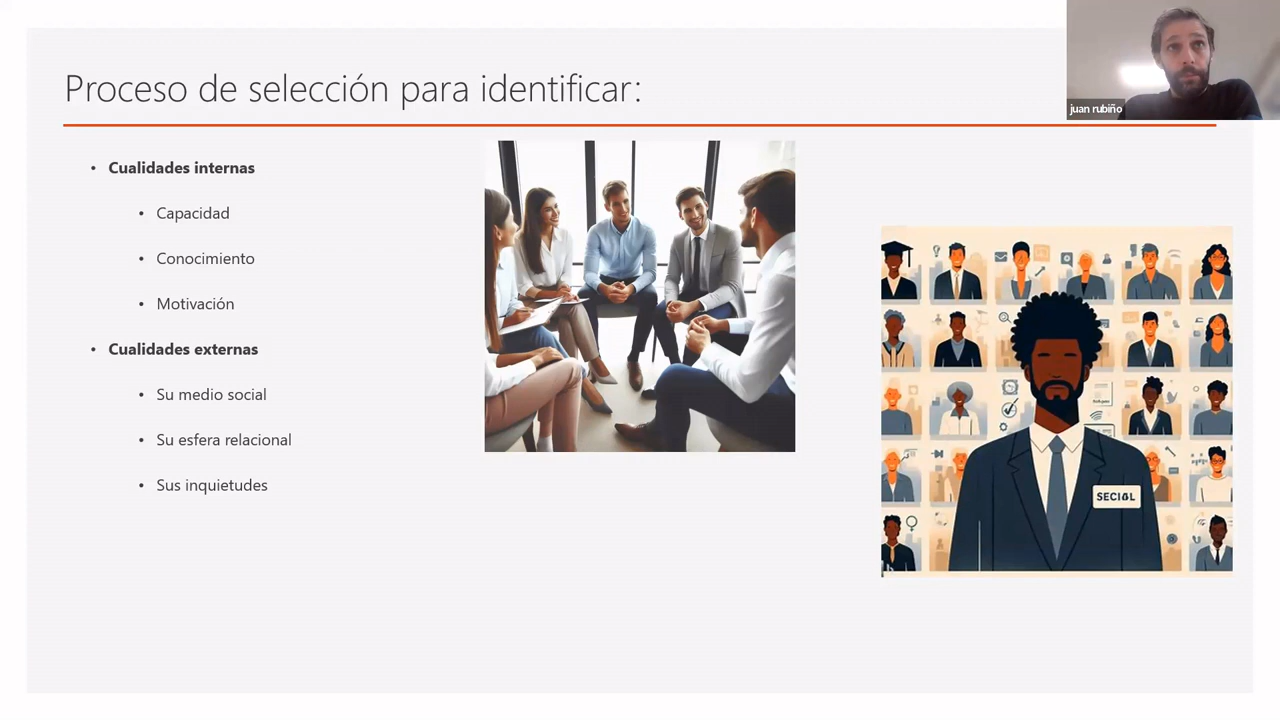 Proceso de selección para identificar:
juan rubiño
• Cualidades internas
• Capacidad
• Conocimiento
• Motivación
• Cualidades externas
• Su medio social
• Su esfera relacional
• Sus inquietudes